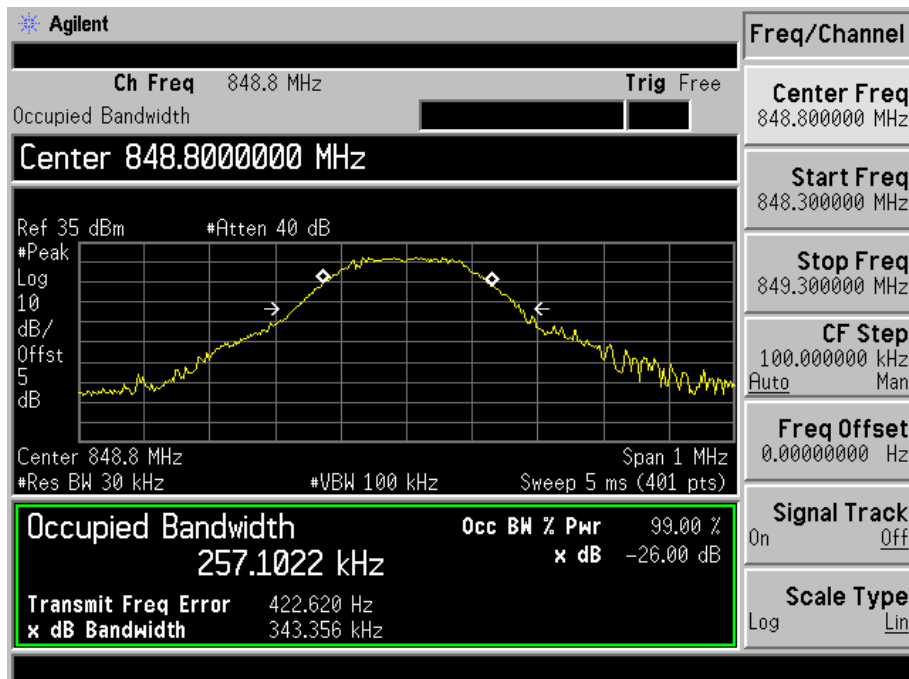 Agilent
Freq/Channel
Ch Freq 848.8 MHz Trig Free
Occupied Bandwidth
Center 848.8000000 MHz
Ref 35 dBm #Atten 40 dB
#Peak
Log
10
dB/
Offst
5
dB
Center 848.8 MHz Span 1 MHz
#Res BW 30 kHz #VBW 100 kHz Sweep 5 ms (401 pts)
Occupied Bandwidth
257.1022 kHz
Occ BW % Pwr 99.00 %
x dB -26.00 dB
Transmit Freq Error 422.620 Hz
x dB Bandwidth 343.356 kHz
Center Freq
848.800000 MHz
Start Freq
848.300000 MHz
Stop Freq
849.300000 MHz
CF Step
100.000000 kHz
Auto Man
Freq Offset
0.00000000 Hz
Signal Track
On Off
Scale Type
Log Lin